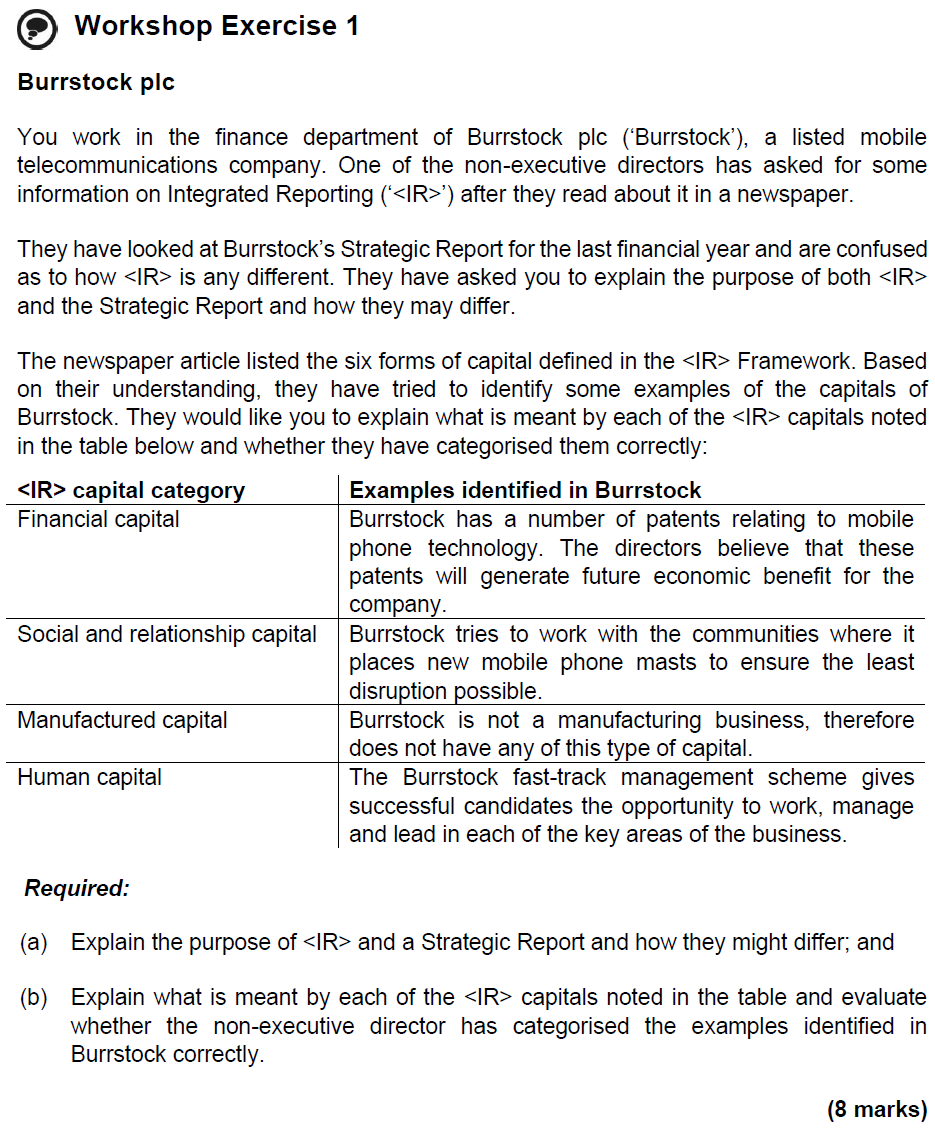 Workshop Exercise 1
Burrstock plc
You work in the finance department of Burrstock plc (‘Burrstock’), a listed mobile
telecommunications company. One of the non-executive directors has asked for some
information on Integrated Reporting (‘<IR>’) after they read about it in a newspaper.
They have looked at Burrstock’s Strategic Report for the last financial year and are confused
as to how <IR> is any different. They have asked you to explain the purpose of both <IR>
and the Strategic Report and how they may differ.
The newspaper article listed the six forms of capital defined in the <IR> Framework. Based
on their understanding, they have tried to identify some examples of the capitals of
Burrstock. They would like you to explain what is meant by each of the <IR> capitals noted
in the table below and whether they have categorised them correctly:
<IR> capital category Examples identified in Burrstock
Financial capital Burrstock has a number of patents relating to mobile
phone technology. The directors believe that these
patents will generate future economic benefit for the
company.
Social and relationship capital Burrstock tries to work with the communities where it
places new mobile phone masts to ensure the least
disruption possible.
Manufactured capital Burrstock is not a manufacturing business, therefore
does not have any of this type of capital.
Human capital The Burrstock fast-track management scheme gives
successful candidates the opportunity to work, manage
and lead in each of the key areas of the business.
Required:
(a) Explain the purpose of <IR> and a Strategic Report and how they might differ; and
(b) Explain what is meant by each of the <IR> capitals noted in the table and evaluate
whether the non-executive director has categorised the examples identified in
Burrstock correctly.
(8 marks)